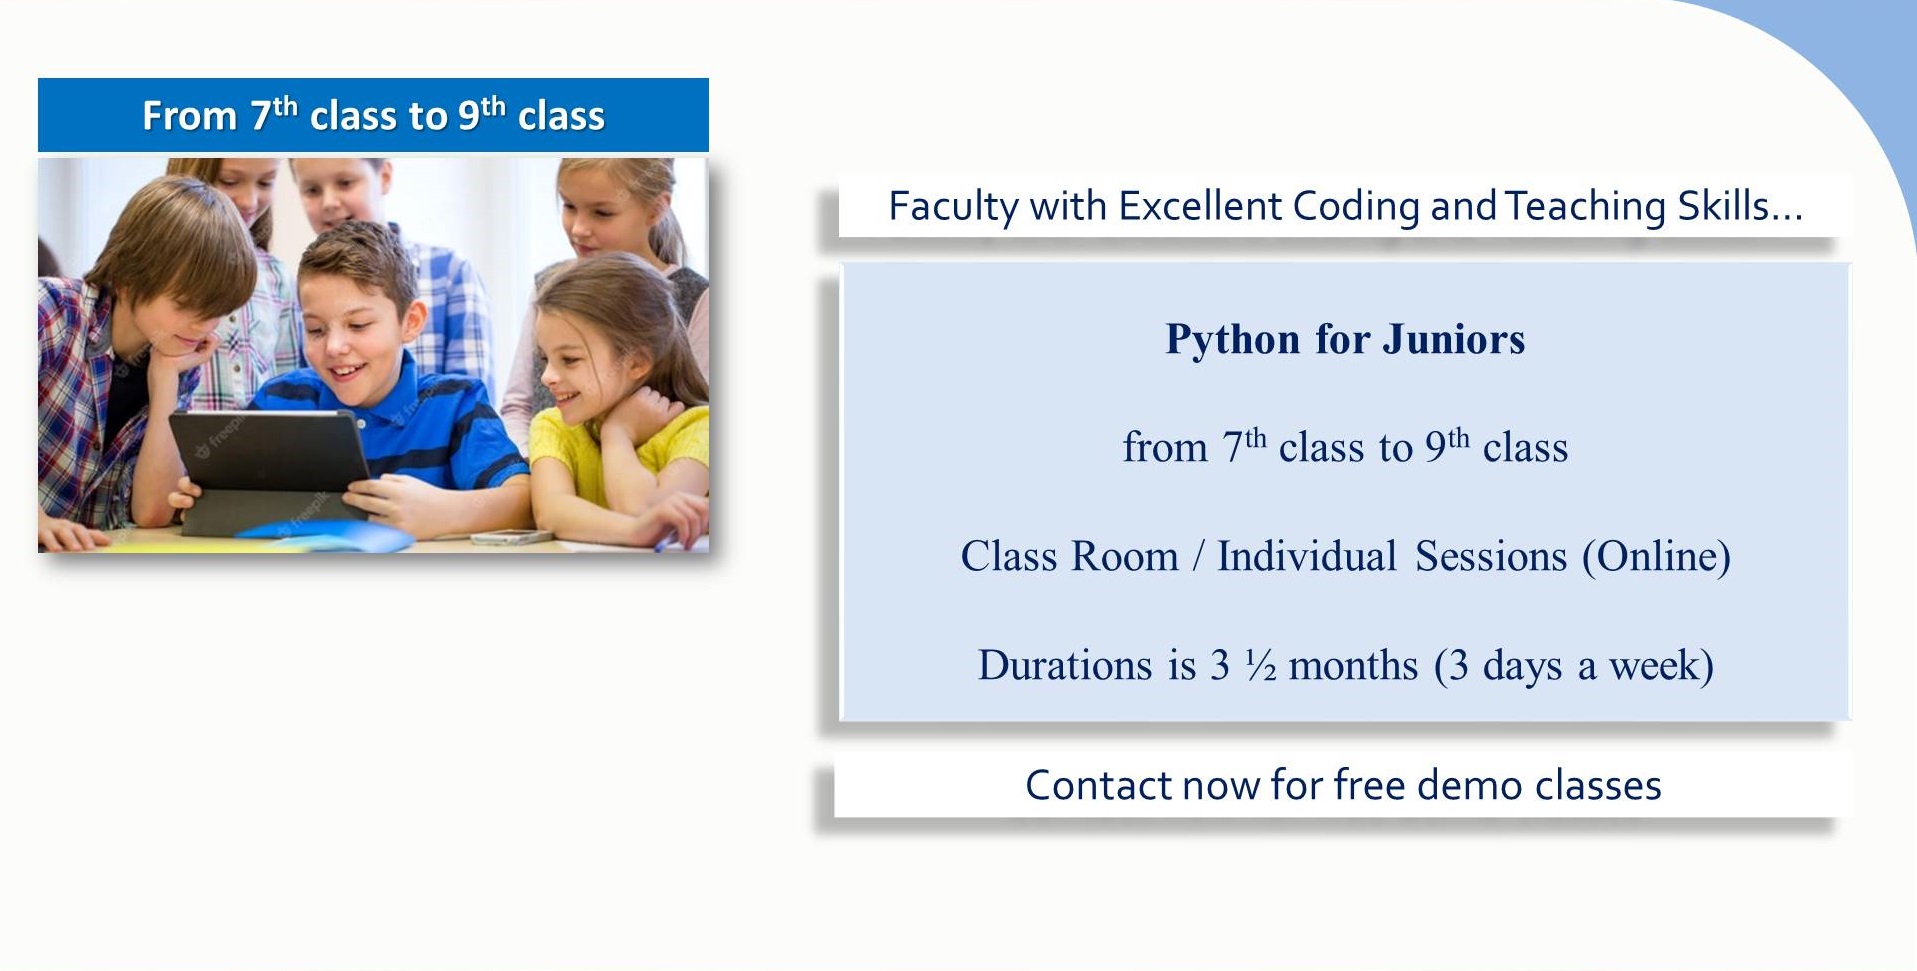 From 7th class to 9th class
freepik
freepik
Faculty with Excellent Coding and Teaching Skills...
Python for Juniors
from 7th class to 9th class
Class Room / Individual Sessions (Online)
Durations is 3 ½ months (3 days a week)
Contact now for free demo classes